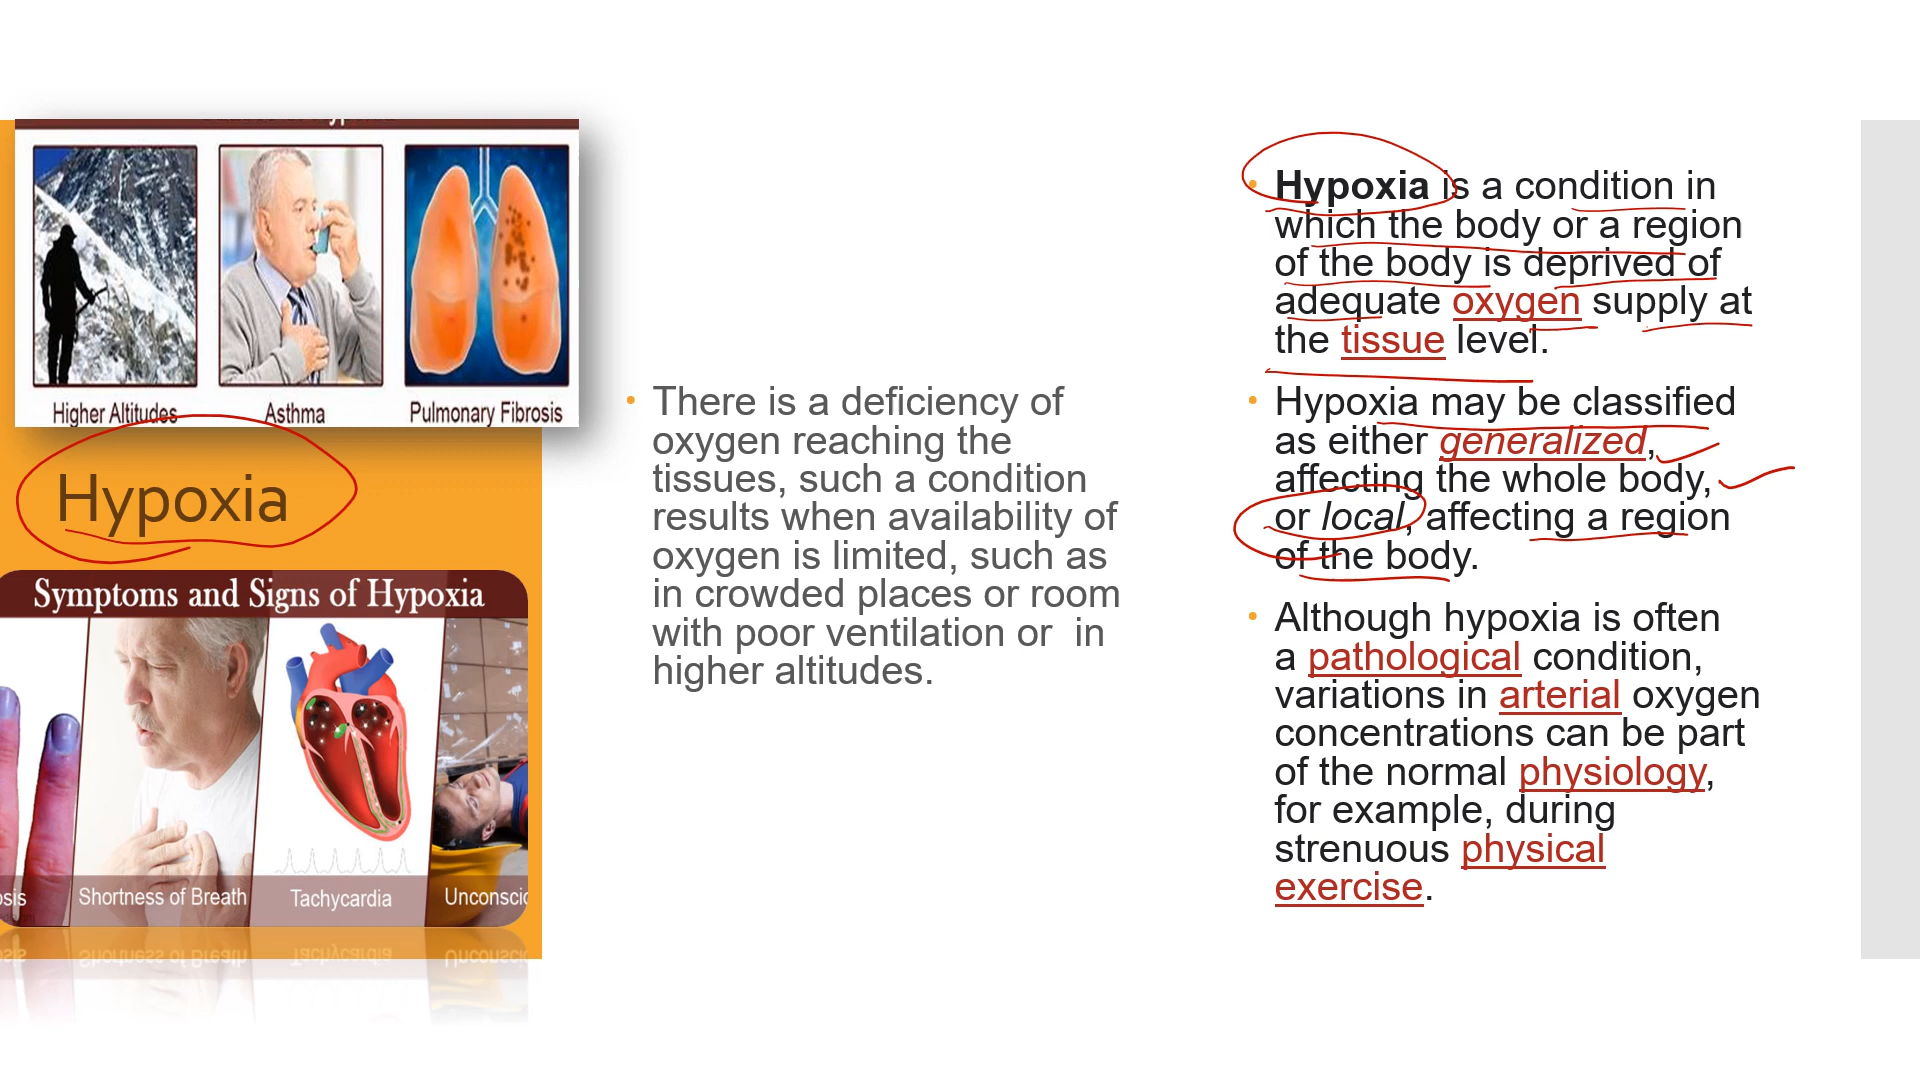 Higher Altitudes
Asthma
Pulmonary Fibrosis
Hypoxia
Symptoms and Signs of Hypoxia
Shortness of Breath
Tachycardia
• There is a deficiency of
oxygen reaching the
tissues, such a condition
results when availability of
oxygen is limited, such as
in crowded places or room
with poor ventilation or  in
higher altitudes.
• Hypoxia is a condition in
which the body or a region
of the body is deprived of
adequate oxygen supply at
the tissue level.
• Hypoxia may be classified
as either generalized,
affecting the whole body,
or local, affecting a region
of the body.
• Although hypoxia is often
a pathological condition,
variations in arterial oxygen
concentrations can be part
of the normal physiology,
for example, during
strenuous physical
exercise.